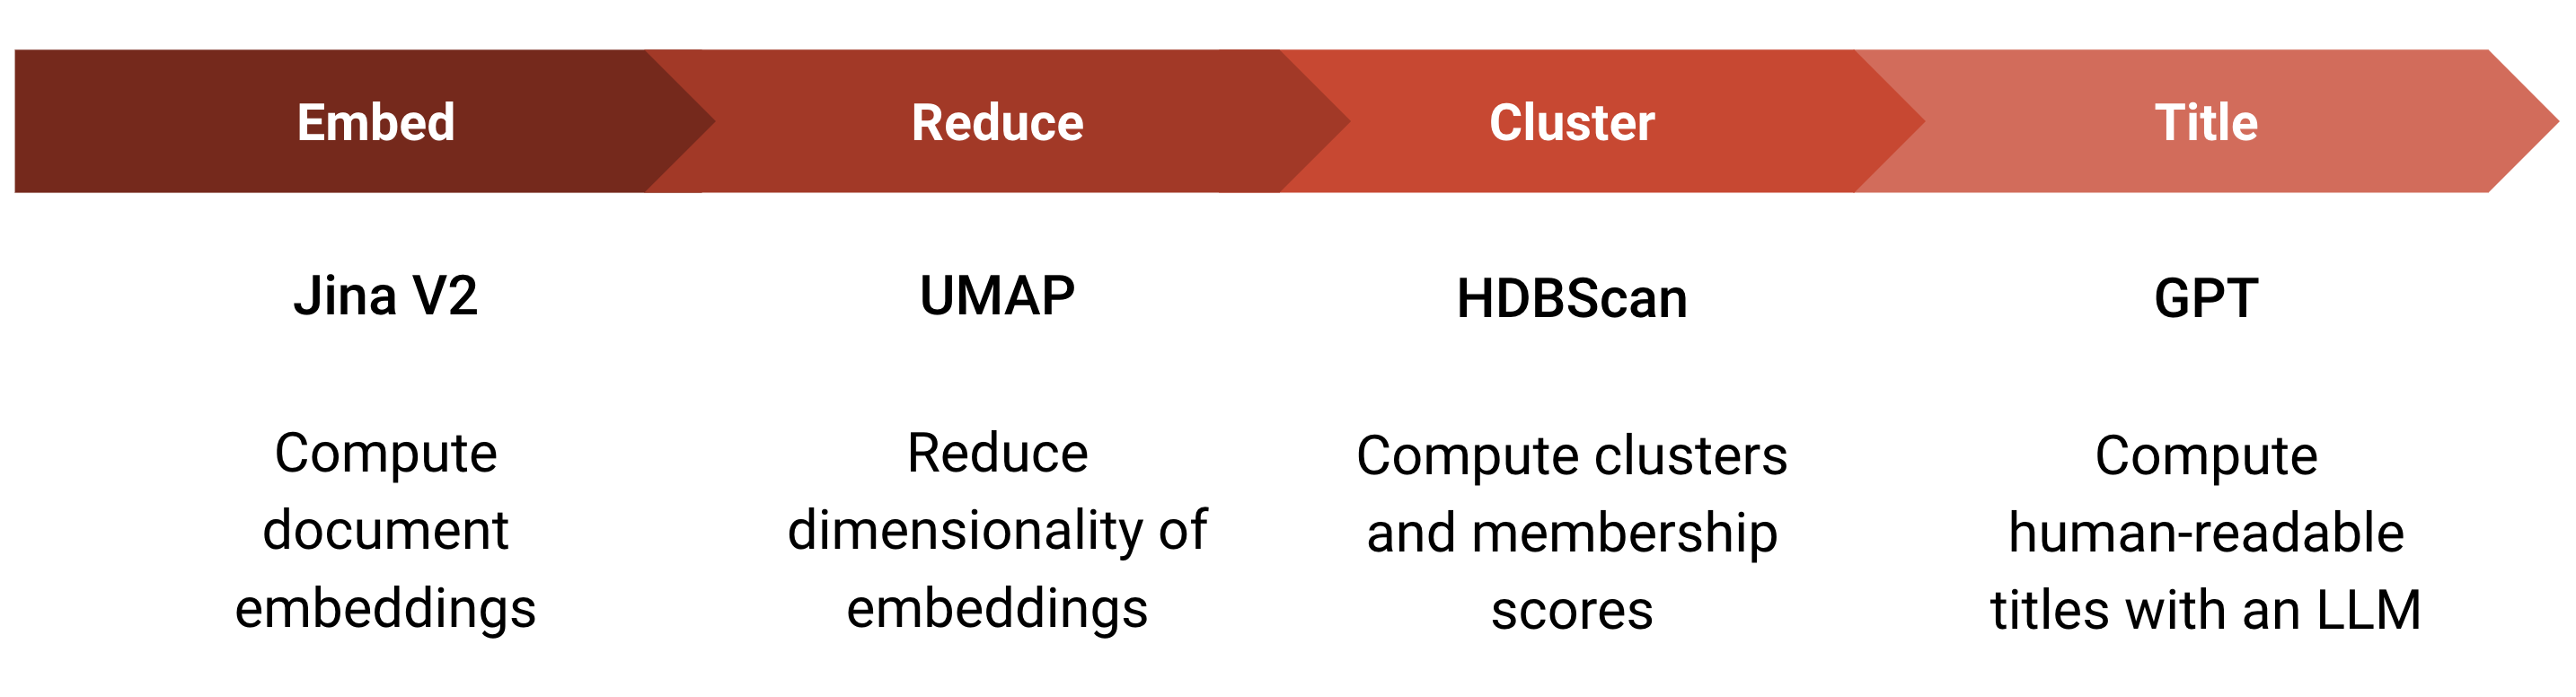 Embed
Reduce
Cluster
Title
Jina V2
UMAP
HDBScan
GPT
Compute
document
embeddings
Reduce
dimensionality of
embeddings
Compute clusters
and membership
scores
Compute
human-readable
titles with an LLM